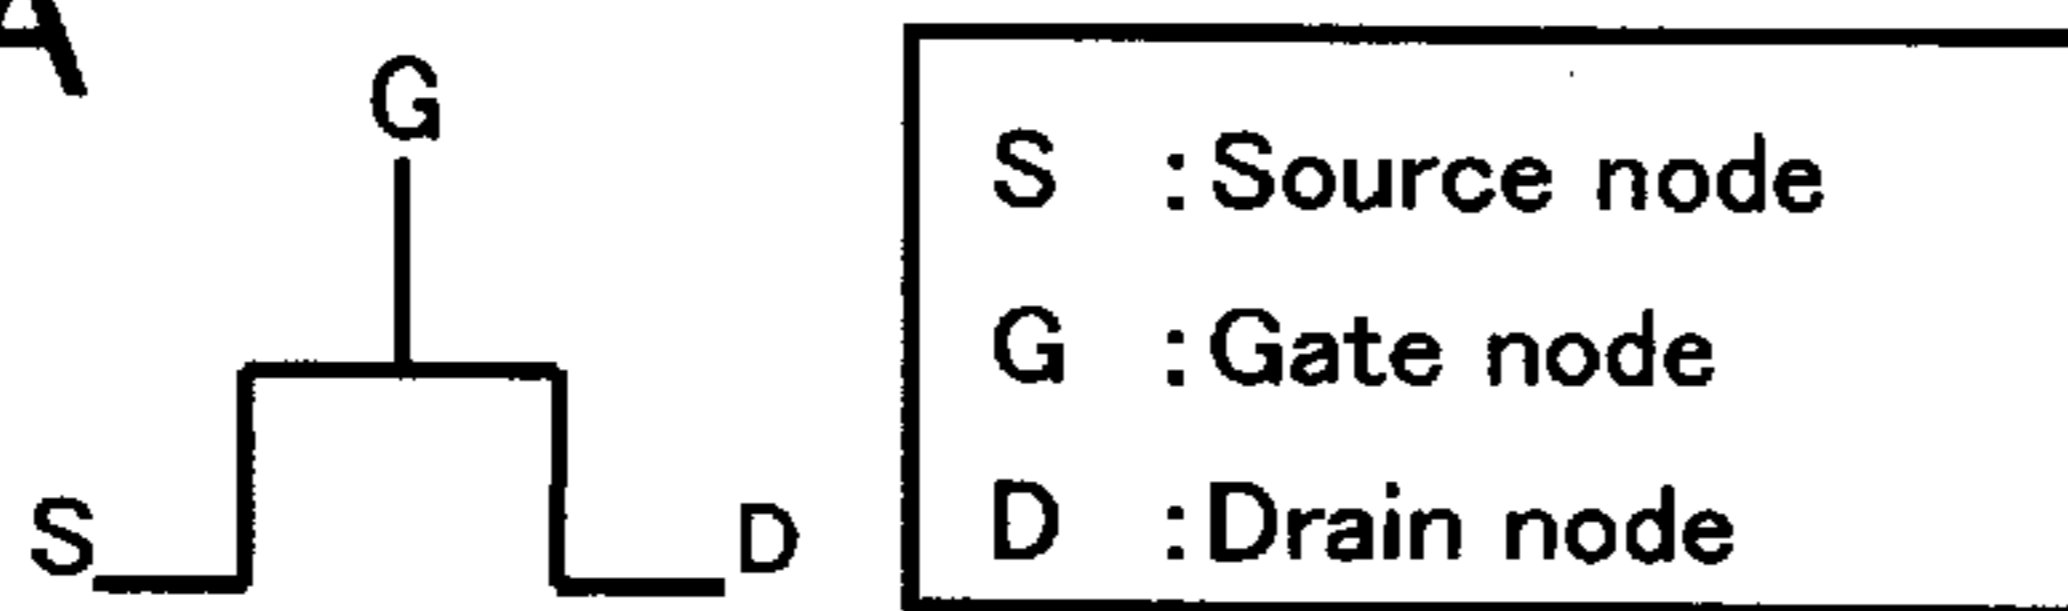 A
G
S D
S :Source node
G :Gate node
D :Drain node